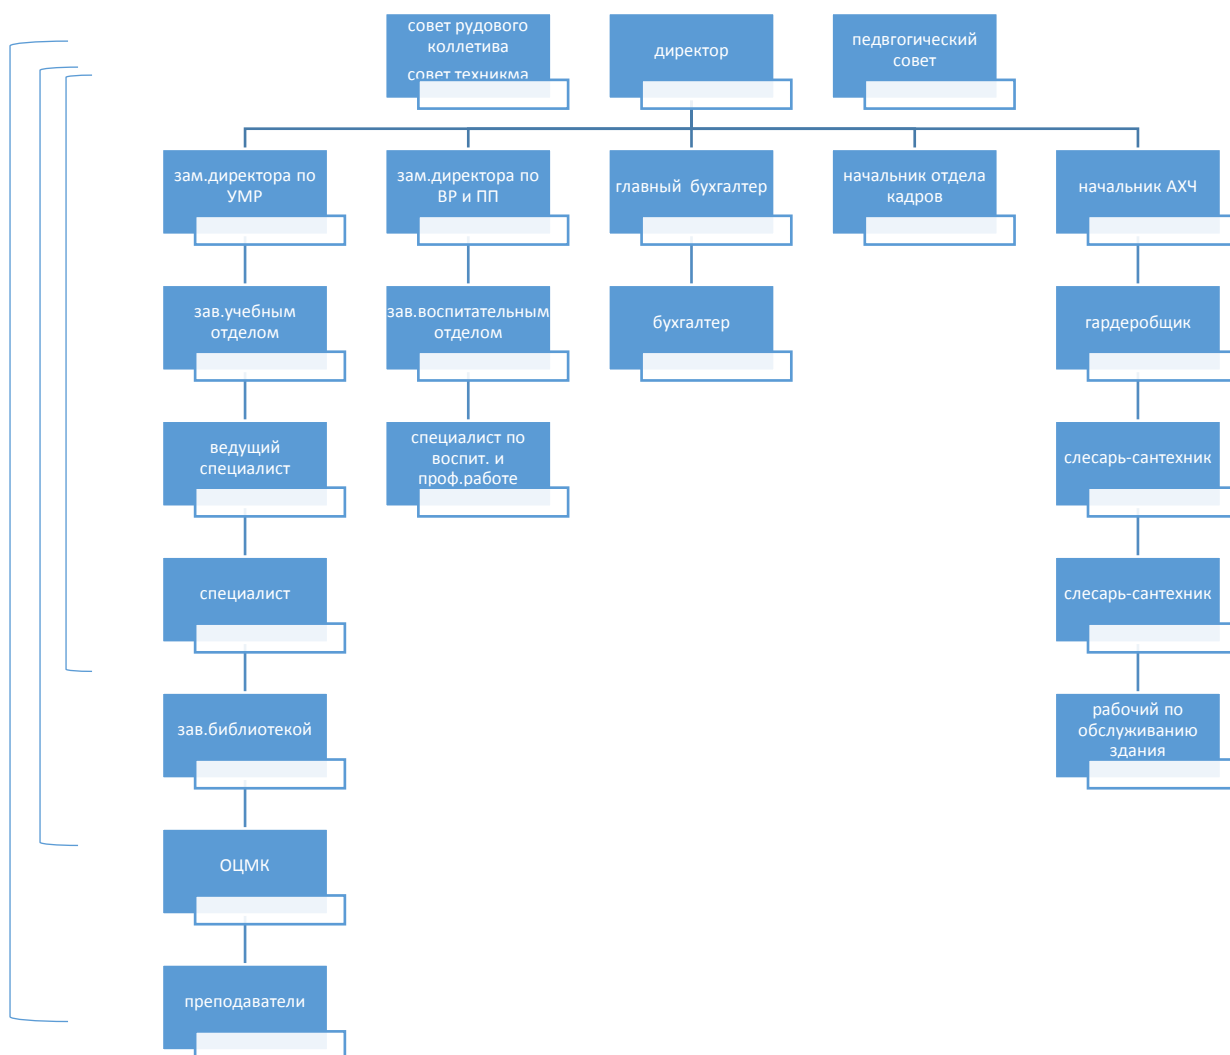 совет рудового
коллетива
совет техникма
директор
педвгогический
совет
зам.директора по
УМР
зам.директора по
ВР и ПП
главный бухгалтер
начальник отдела
кадров
начальник АХЧ
зав.учебным
отделом
зав.воспитательным
отделом
бухгалтер
гардеробщик
ведущий
специалист
специалист по
воспит. и
проф.работе
слесарь-сантехник
специалист
слесарь-сантехник
зав.библиотекой
рабочий по
обслуживанию
здания
ОЦМК
преподаватели